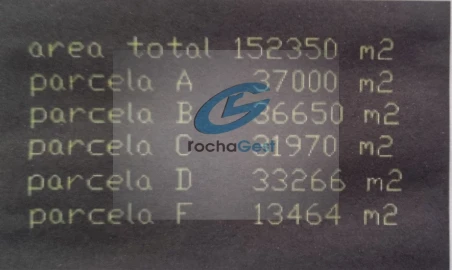 area total 152350 m2
parcela A 37000 m2
parcela B 36650 m2
parcela C 31970 m2
rochaGest
parcela D 33266 m2
parcela F 13464 m2